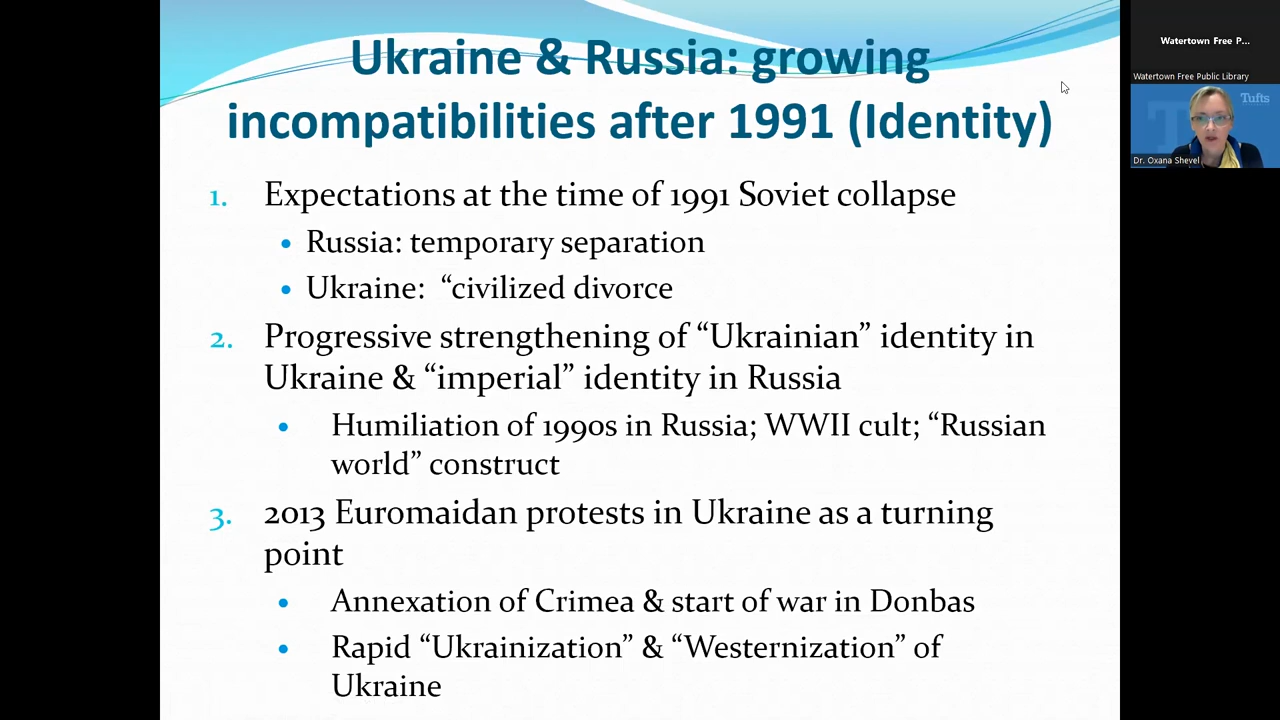 Ukraine & Russia: growing
incompatibilities after 1991 (Identity)
1. Expectations at the time of 1991 Soviet collapse
• Russia: temporary separation
• Ukraine:  “civilized divorce
2. Progressive strengthening of “Ukrainian” identity in
Ukraine & “imperial” identity in Russia
• Humiliation of 1990s in Russia; WWII cult; “Russian
world” construct
3. 2013 Euromaidan protests in Ukraine as a turning
point
• Annexation of Crimea & start of war in Donbas
• Rapid “Ukrainization” & “Westernization” of
Ukraine
Watertown Free P...
Watertown Free Public Library
Tufts
Dr. Oxana Shevel